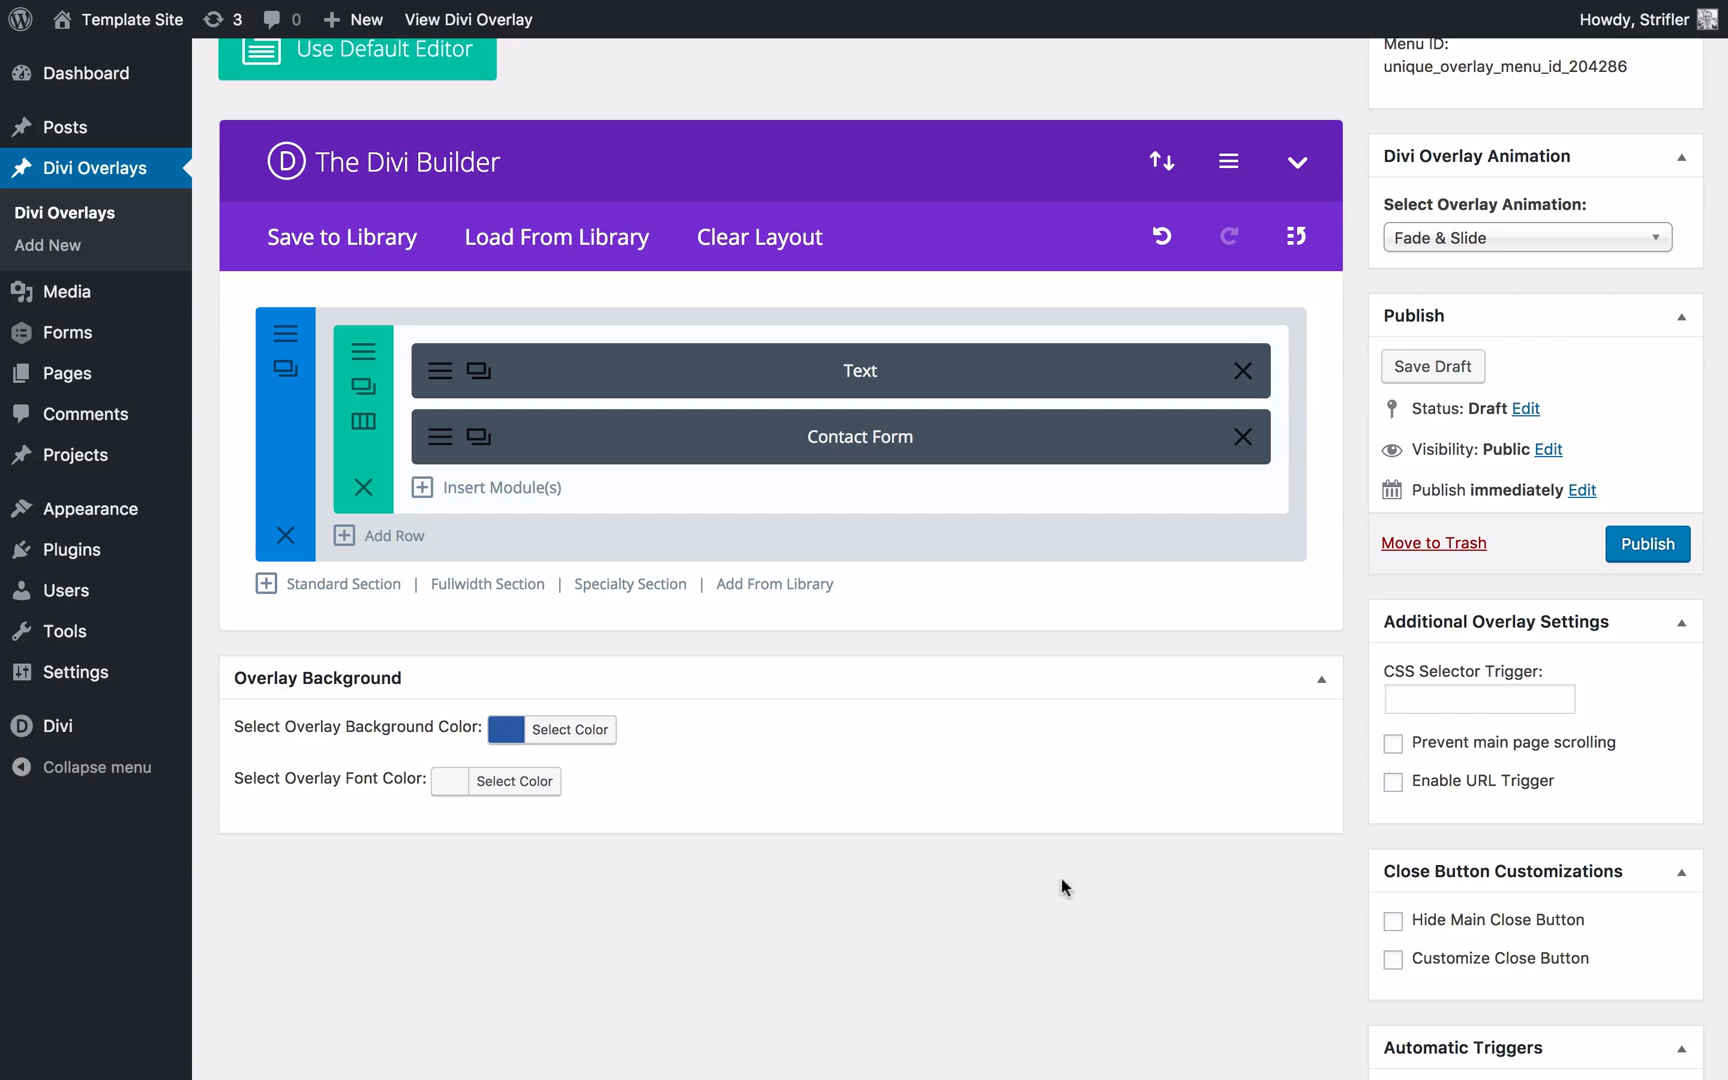 Template Site
3
0
New
View Divi Overlay
Howdy, Strifler
Dashboard
Posts
Divi Overlays
Divi Overlays
Add New
Media
Forms
Pages
Comments
Projects
Appearance
Plugins
Users
Tools
Settings
Divi
Collapse menu
Use Default Editor
D The Divi Builder
Save to Library
Load From Library
Clear Layout
Text
Contact Form
Insert Module(s)
Add Row
Standard Section | Fullwidth Section | Specialty Section | Add From Library
Overlay Background
Select Overlay Background Color: Select Color
Select Overlay Font Color: Select Color
Menu ID:
unique_overlay_menu_id_204286
Divi Overlay Animation
Select Overlay Animation:
Fade & Slide
Publish
Save Draft
Status: Draft Edit
Visibility: Public Edit
Publish immediately Edit
Move to Trash
Publish
Additional Overlay Settings
CSS Selector Trigger:
Prevent main page scrolling
Enable URL Trigger
Close Button Customizations
Hide Main Close Button
Customize Close Button
Automatic Triggers